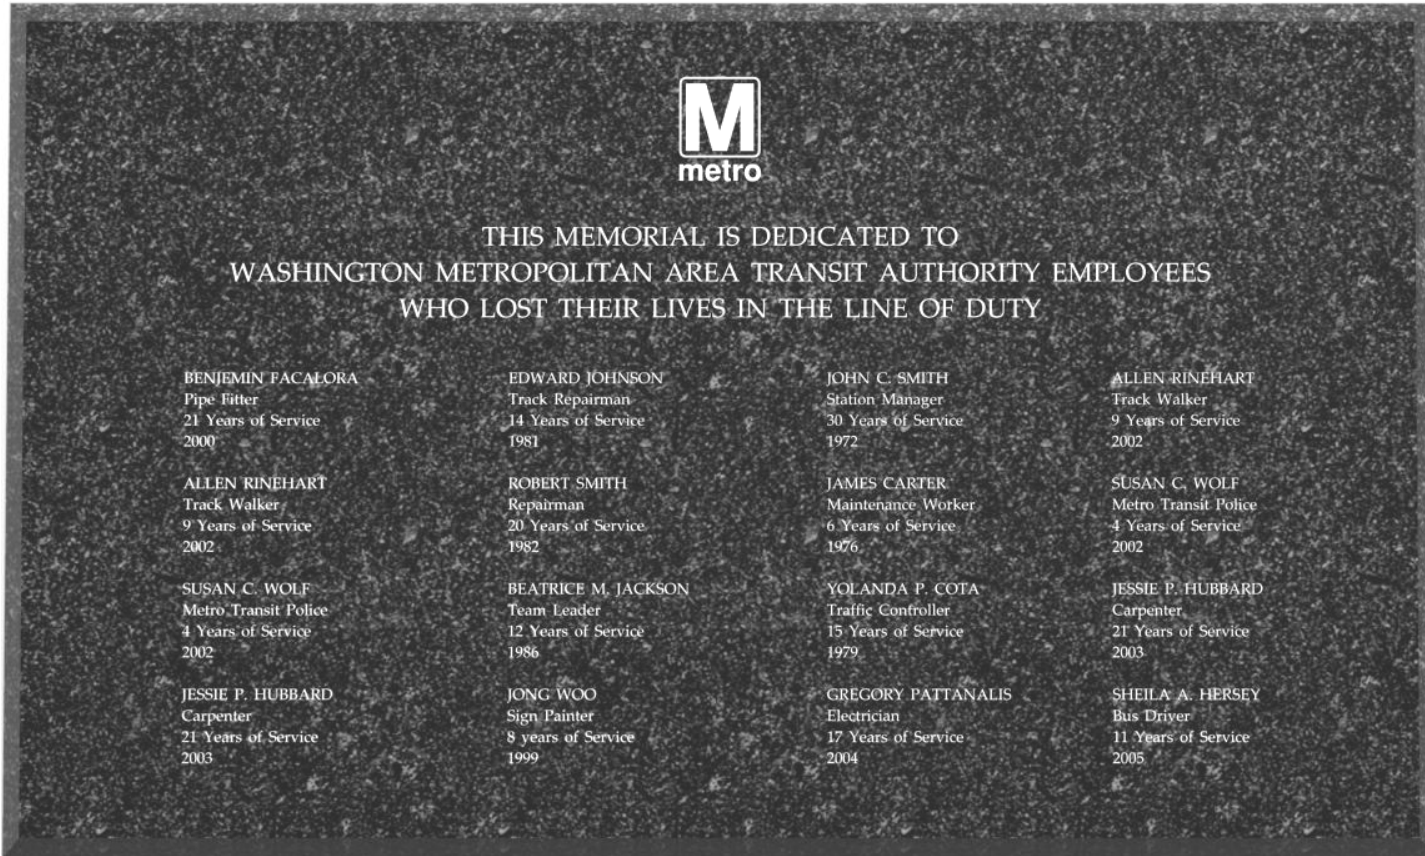 M
metro
THIS MEMORIAL IS DEDICATED TO
WASHINGTON METROPOLITAN AREA TRANSIT AUTHORITY EMPLOYEES
WHO LOST THEIR LIVES IN THE LINE OF DUTY
BENJEMIN FACALORA
Pipe Fitter
21 Years of Service
2000
ALLEN RINEHART
Track Walker
9 Years of Service
2002
SUSAN C. WOLF
Metro Transit Police
4 Years of Service
2002
JESSIE P. HUBBARD
Carpenter
21 Years of Service
2003
EDWARD JOHNSON
Track Repairman
14 Years of Service
1981
ROBERT SMITH
Repairman
20 Years of Service
1982
BEATRICE M. JACKSON
Team Leader
12 Years of Service
1986
JONG WOO
Sign Painter
8 years of Service
1999
JOHN C. SMITH
Station Manager
30 Years of Service
1972
JAMES CARTER
Maintenance Worker
6 Years of Service
1976
YOLANDA P. COTA
Traffic Controller
15 Years of Service
1979
GREGORY PATTANALIS
Electrician
17 Years of Service
2004
ALLEN RINEHART
Track Walker
9 Years of Service
2002
SUSAN C. WOLF
Metro Transit Police
4 Years of Service
2002
JESSIE P. HUBBARD
Carpenter
21 Years of Service
2003
SHEILA A. HERSEY
Bus Driver
11 Years of Service
2005